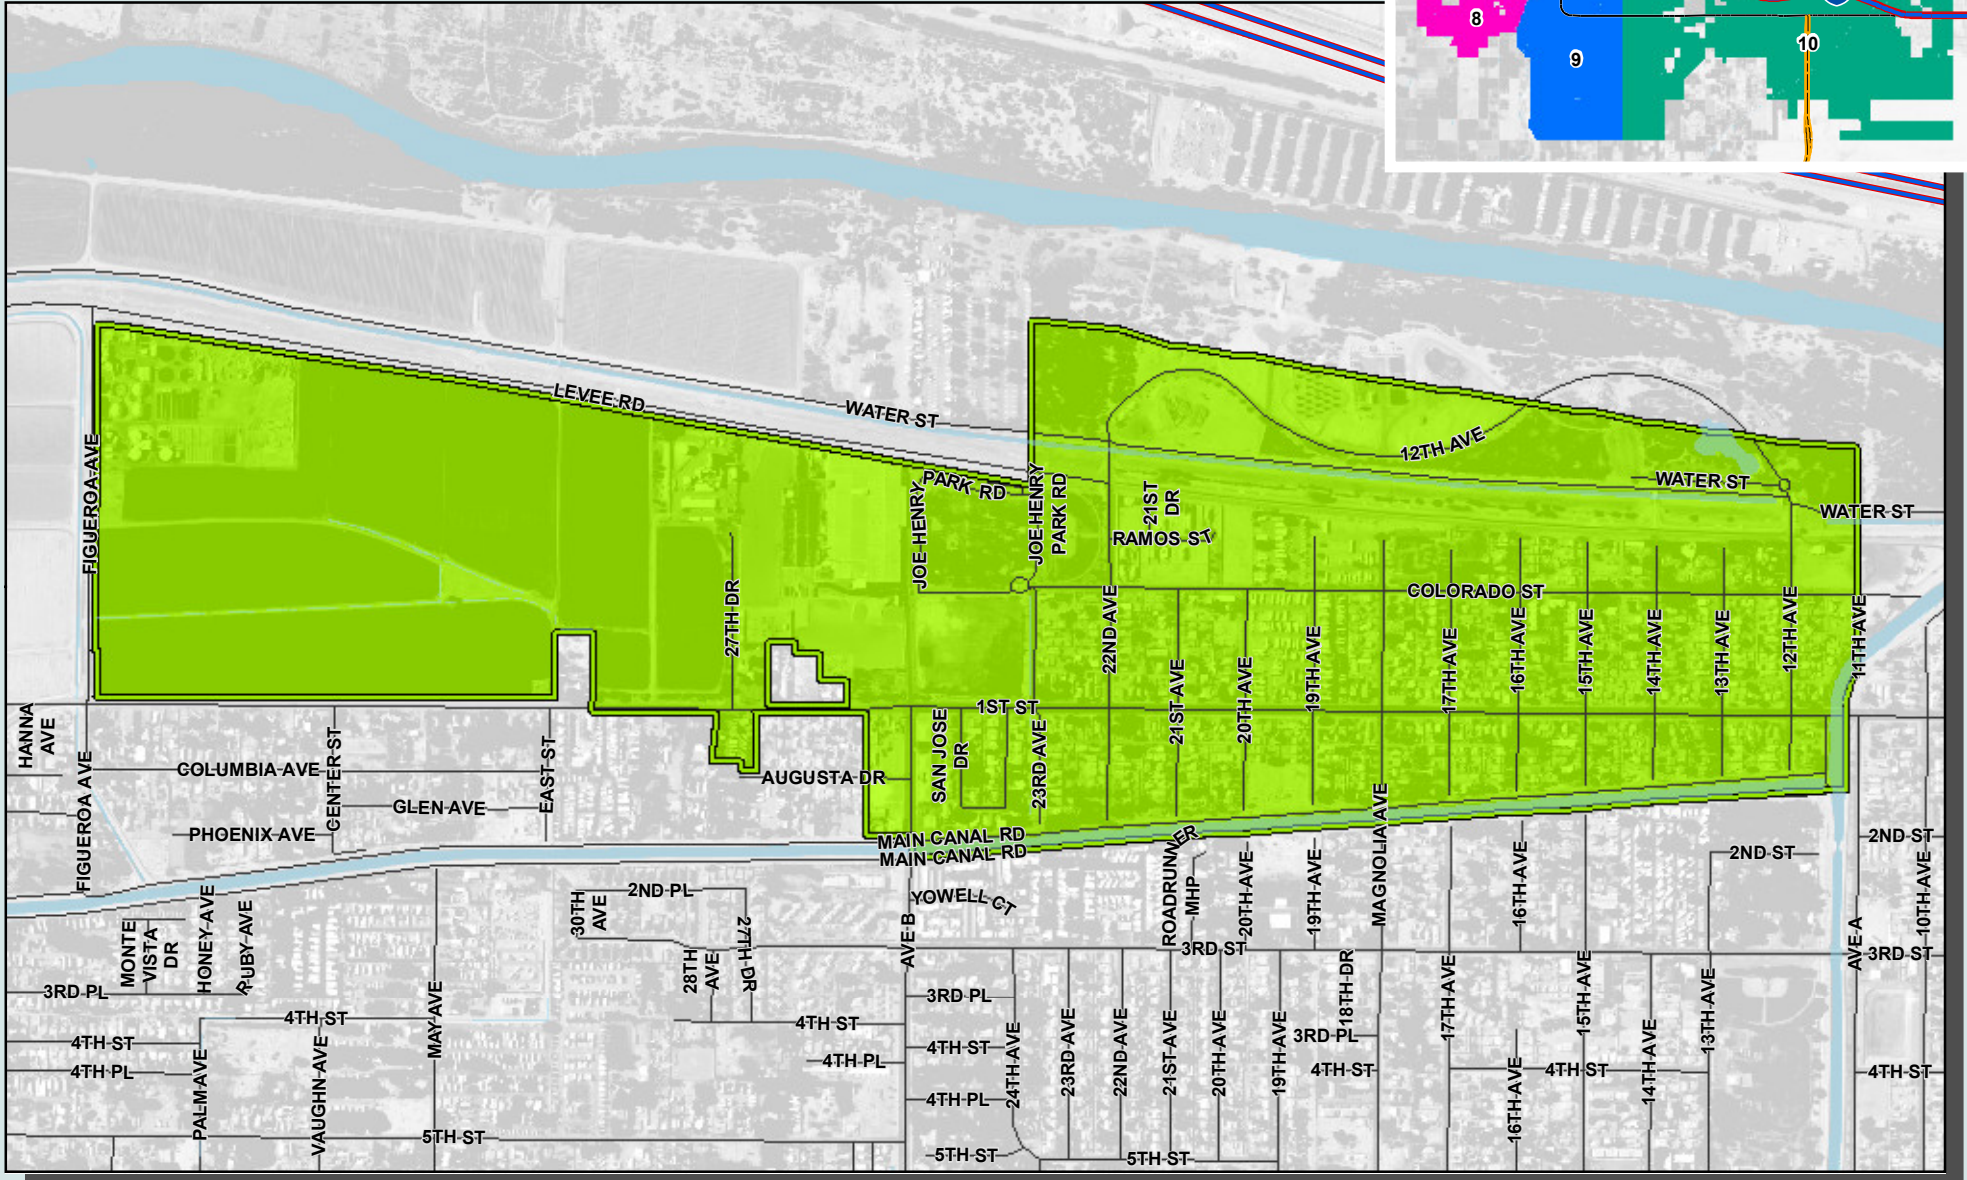 8
9
10
LEVEE RD
WATER ST
12TH AVE
FIGUEROA AVE
PARK RD
JOE HENRY
JOE HENRY
PARK RD
21ST
DR
RAMOS ST
WATER ST
WATER ST
27TH DR
22ND AVE
COLORADO ST
21ST AVE
20TH AVE
19TH AVE
17TH AVE
16TH AVE
15TH AVE
14TH AVE
13TH AVE
12TH AVE
11TH AVE
1ST ST
HANNA
AVE
FIGUEROA AVE
COLUMBIA AVE
CENTER ST
GLEN AVE
EAST ST
PHOENIX AVE
AUGUSTA DR
SAN JOSE
DR
23RD AVE
MAIN CANAL RD
MAIN CANAL RD
MAGNOLIA AVE
ROADRUNNER
MHP
2ND ST
2ND ST
10TH AVE
MONTE
VISTA
DR
HONEY AVE
RUBY AVE
30TH
AVE
2ND PL
28TH
AVE
27TH DR
YOWELL CT
AVE B
20TH AVE
19TH AVE
16TH AVE
3RD ST
AVE A
3RD ST
3RD PL
4TH ST
4TH ST
4TH PL
PALM AVE
VAUGHN AVE
MAY AVE
5TH ST
4TH ST
4TH PL
3RD PL
4TH ST
4TH PL
5TH ST
24TH AVE
23RD AVE
22ND AVE
21ST AVE
20TH AVE
19TH AVE
5TH ST
18TH DR
3RD PL
4TH ST
17TH AVE
16TH AVE
4TH ST
15TH AVE
14TH AVE
13TH AVE
4TH ST